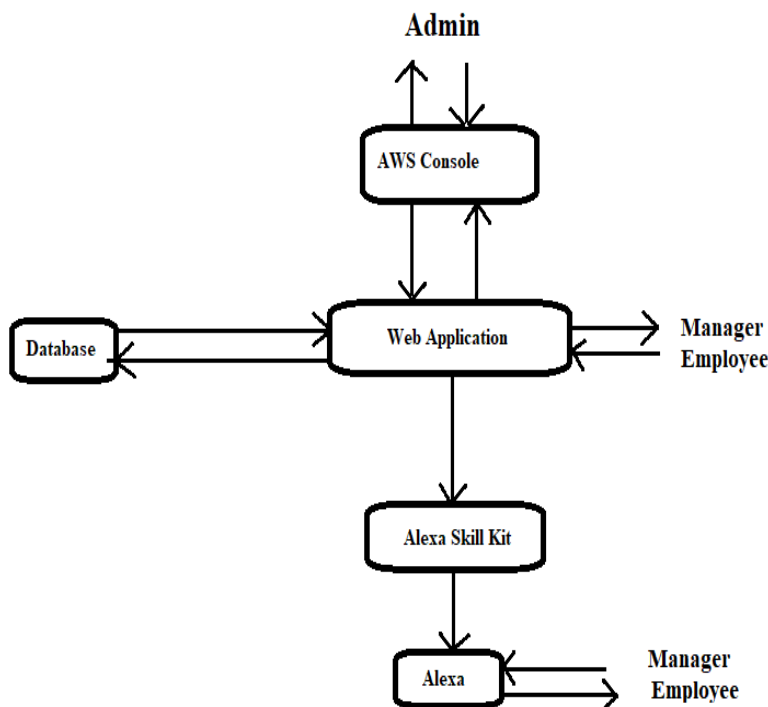 Admin
AWS Console
Database
Web Application
Manager
Employee
Alexa Skill Kit
Alexa
Manager
Employee